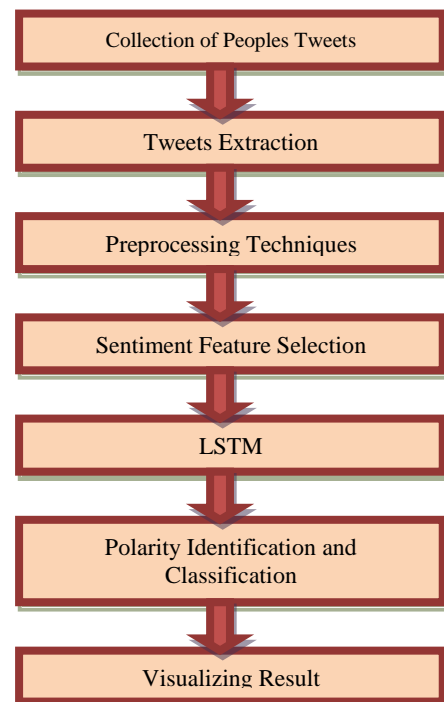 Collection of Peoples Tweets
Tweets Extraction
Preprocessing Techniques
Sentiment Feature Selection
LSTM
Polarity Identification and
Classification
Visualizing Result